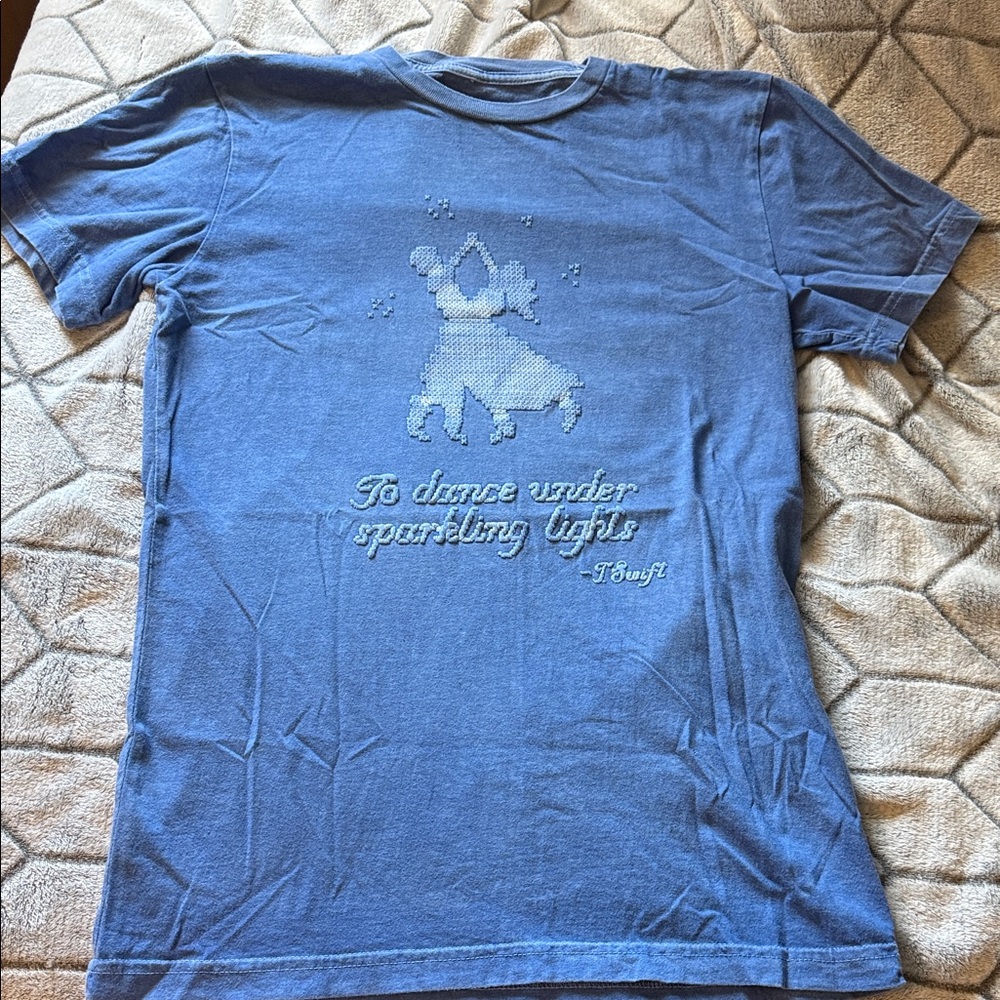 To dance under
sparkling lights
-T Swift